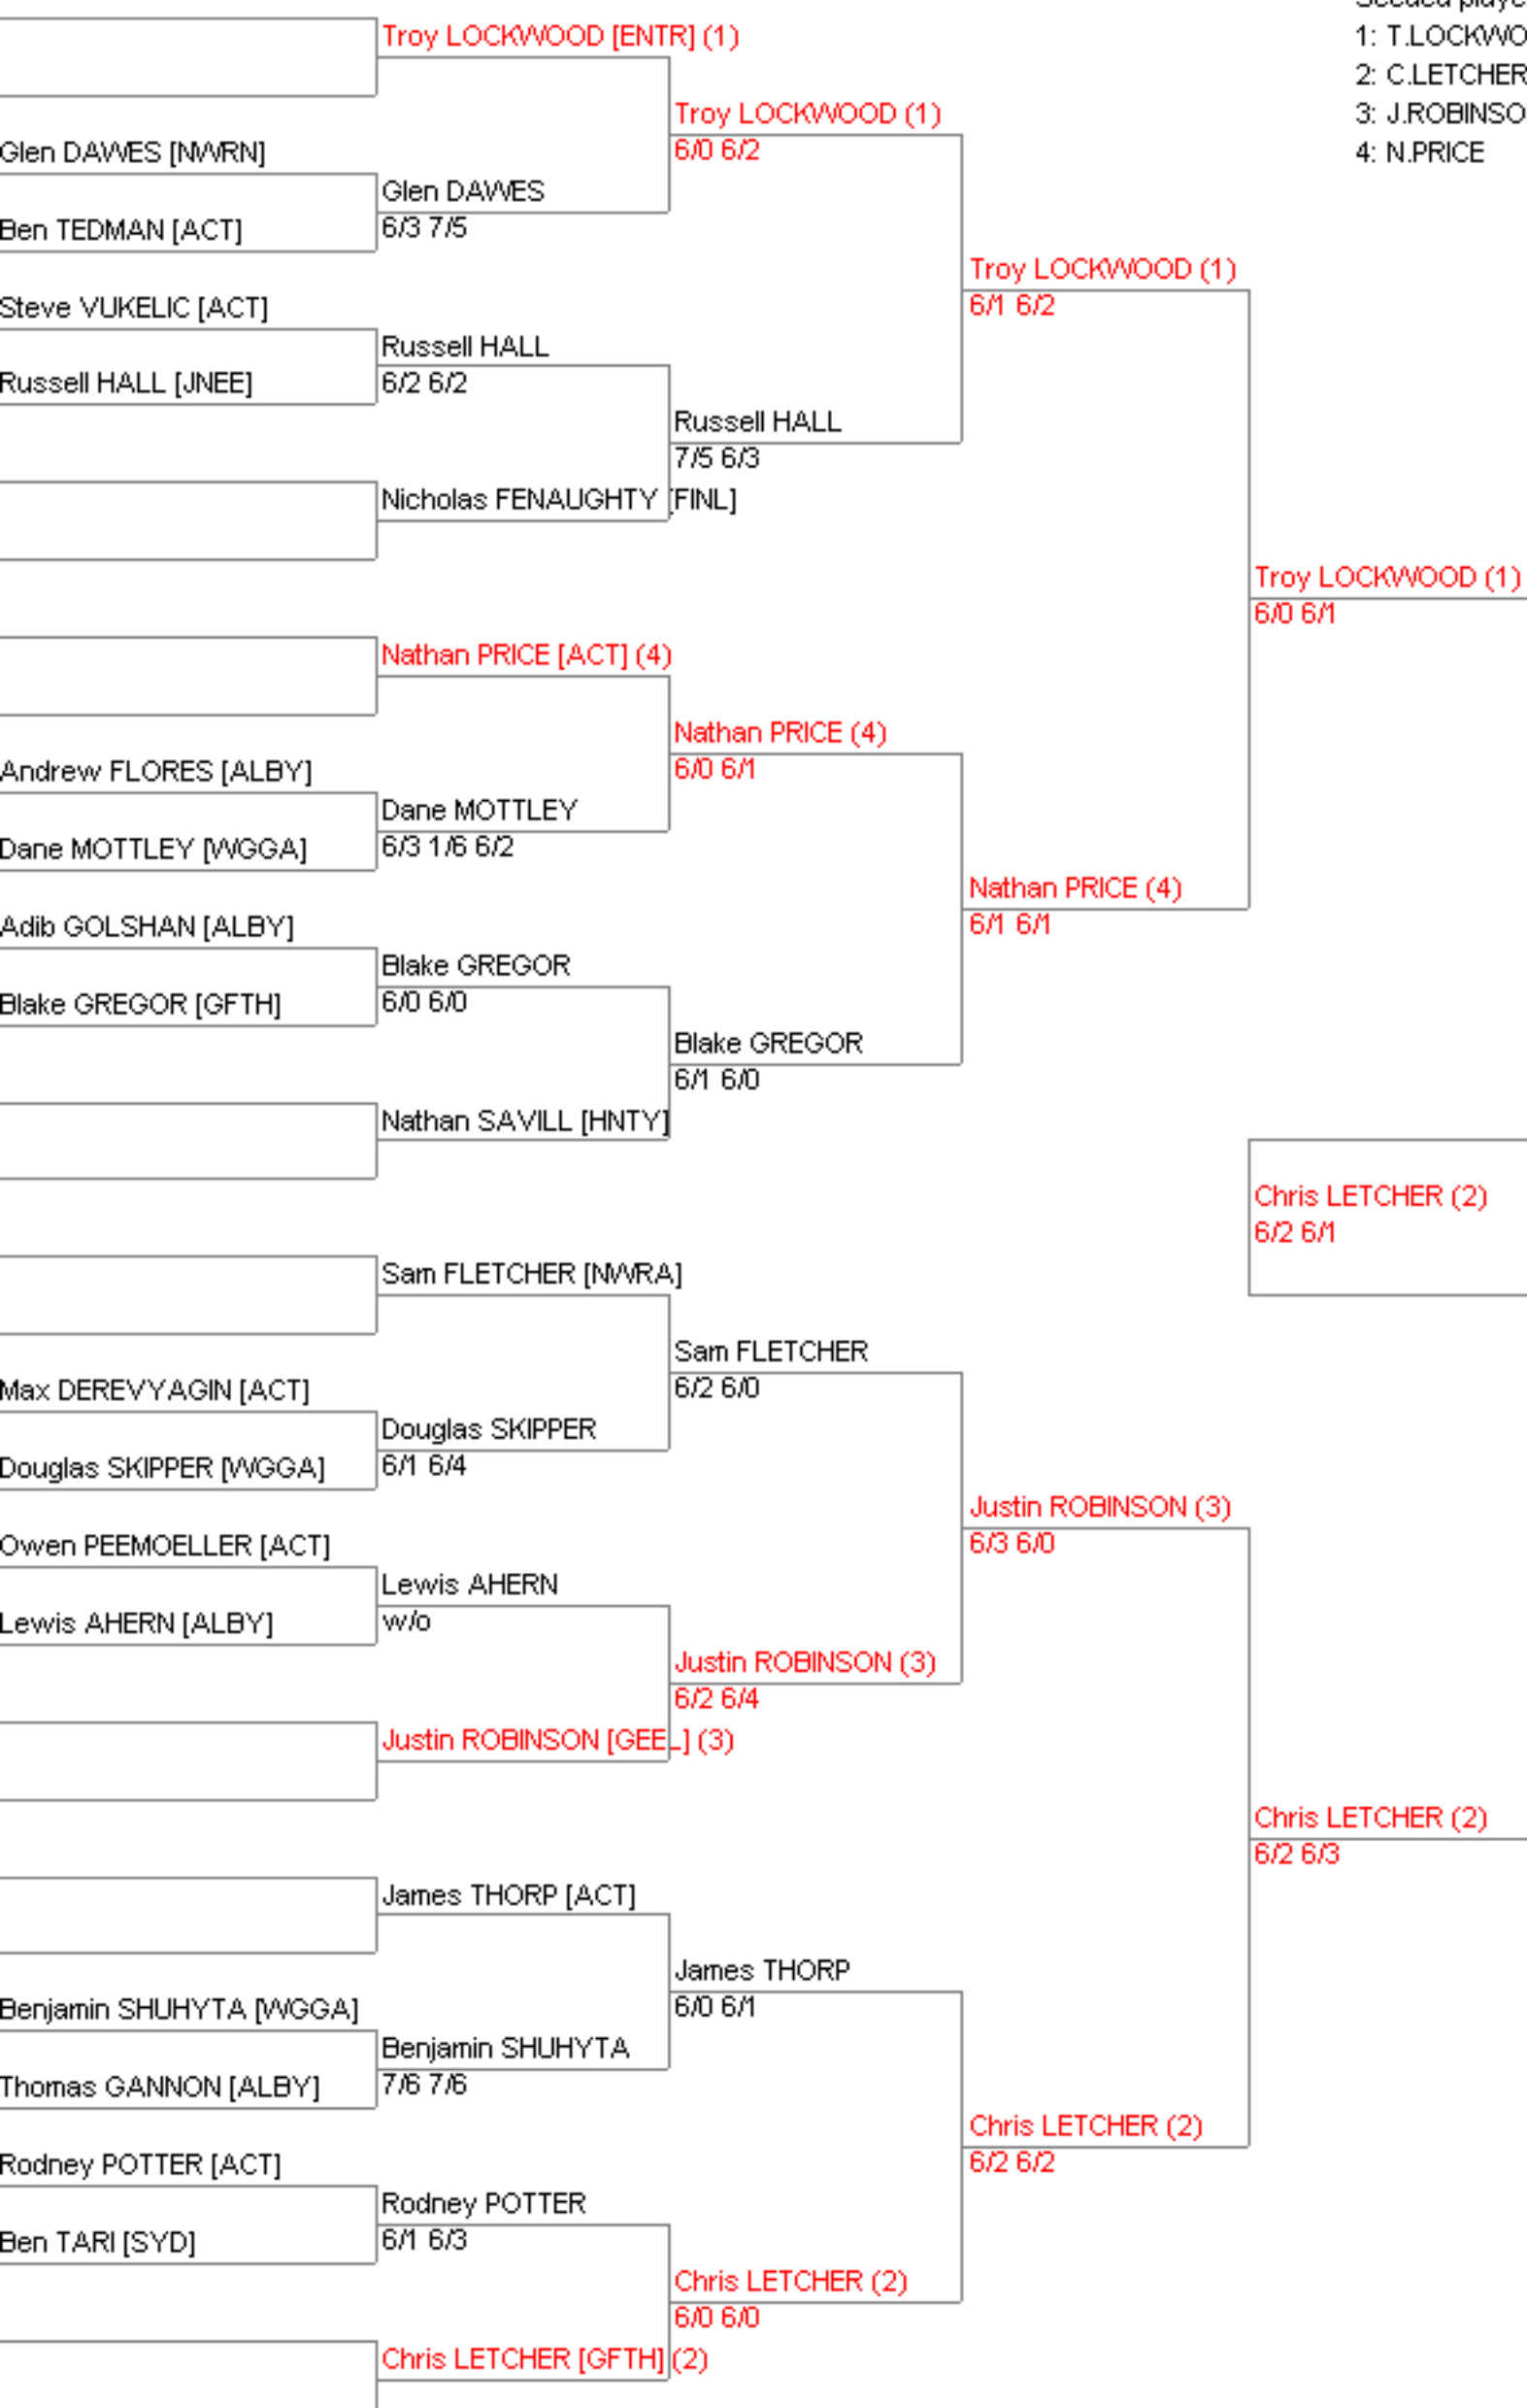 Troy LOCKWOOD [ENTR] (1)
1: T.LOCKWO
Troy LOCKWOOD (1)
6/0 6/2
2: C.LETCHER
3: J.ROBINSO
4: N.PRICE
Glen DAWES [NWRN]
Glen DAWES
6/3 7/5
Ben TEDMAN [ACT]
Troy LOCKWOOD (1)
6/1 6/2
Steve VUKELIC [ACT]
Russell HALL
6/2 6/2
Russell HALL [JNEE]
Russell HALL
7/5 6/3
Nicholas FENAUGHTY [FINL]
Troy LOCKWOOD (1)
6/0 6/1
Nathan PRICE [ACT] (4)
Nathan PRICE (4)
6/0 6/1
Andrew FLORES [ALBY]
Dane MOTTLEY
6/3 1/6 6/2
Dane MOTTLEY [WGGA]
Nathan PRICE (4)
6/1 6/1
Adib GOLSHAN [ALBY]
Blake GREGOR
6/0 6/0
Blake GREGOR [GFTH]
Blake GREGOR
6/1 6/0
Nathan SAVILL [HNTY]
Chris LETCHER (2)
6/2 6/1
Sam FLETCHER [NWRA]
Sam FLETCHER
6/2 6/0
Max DEREVYAGIN [ACT]
Douglas SKIPPER
6/1 6/4
Douglas SKIPPER [WGGA]
Justin ROBINSON (3)
6/3 6/0
Owen PEEMOELLER [ACT]
Lewis AHERN
w/o
Lewis AHERN [ALBY]
Justin ROBINSON (3)
6/2 6/4
Justin ROBINSON [GEEL] (3)
Chris LETCHER (2)
6/2 6/3
James THORP [ACT]
James THORP
6/0 6/1
Benjamin SHUHYTA [WGGA]
Benjamin SHUHYTA
7/6 7/6
Thomas GANNON [ALBY]
Chris LETCHER (2)
6/2 6/2
Rodney POTTER [ACT]
Rodney POTTER
6/1 6/3
Ben TARI [SYD]
Chris LETCHER (2)
6/0 6/0
Chris LETCHER [GFTH] (2)